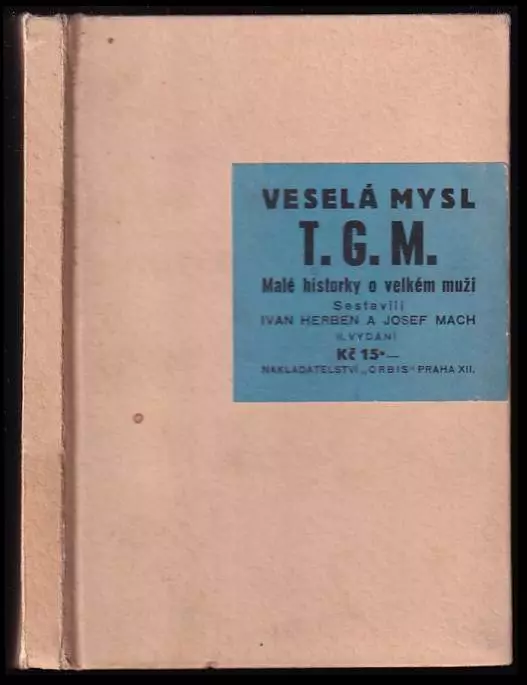 VESELÁ MYSL
T. G. M.
Malé historky o velkém muži
Sestavili
IVAN HERBEN A JOSEF MACH
II. VYDÁNÍ
Kč 15·—
NAKLADATELSTVÍ „ORBIS“ PRAHA XII.